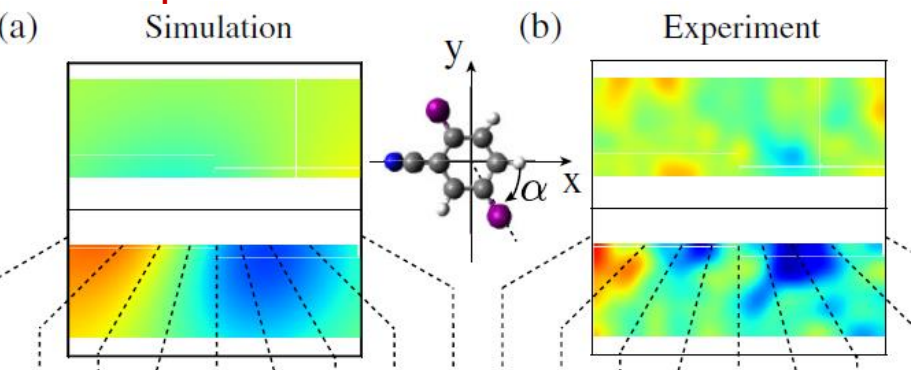 (a)
Simulation
(b)
Experiment
y
x
α